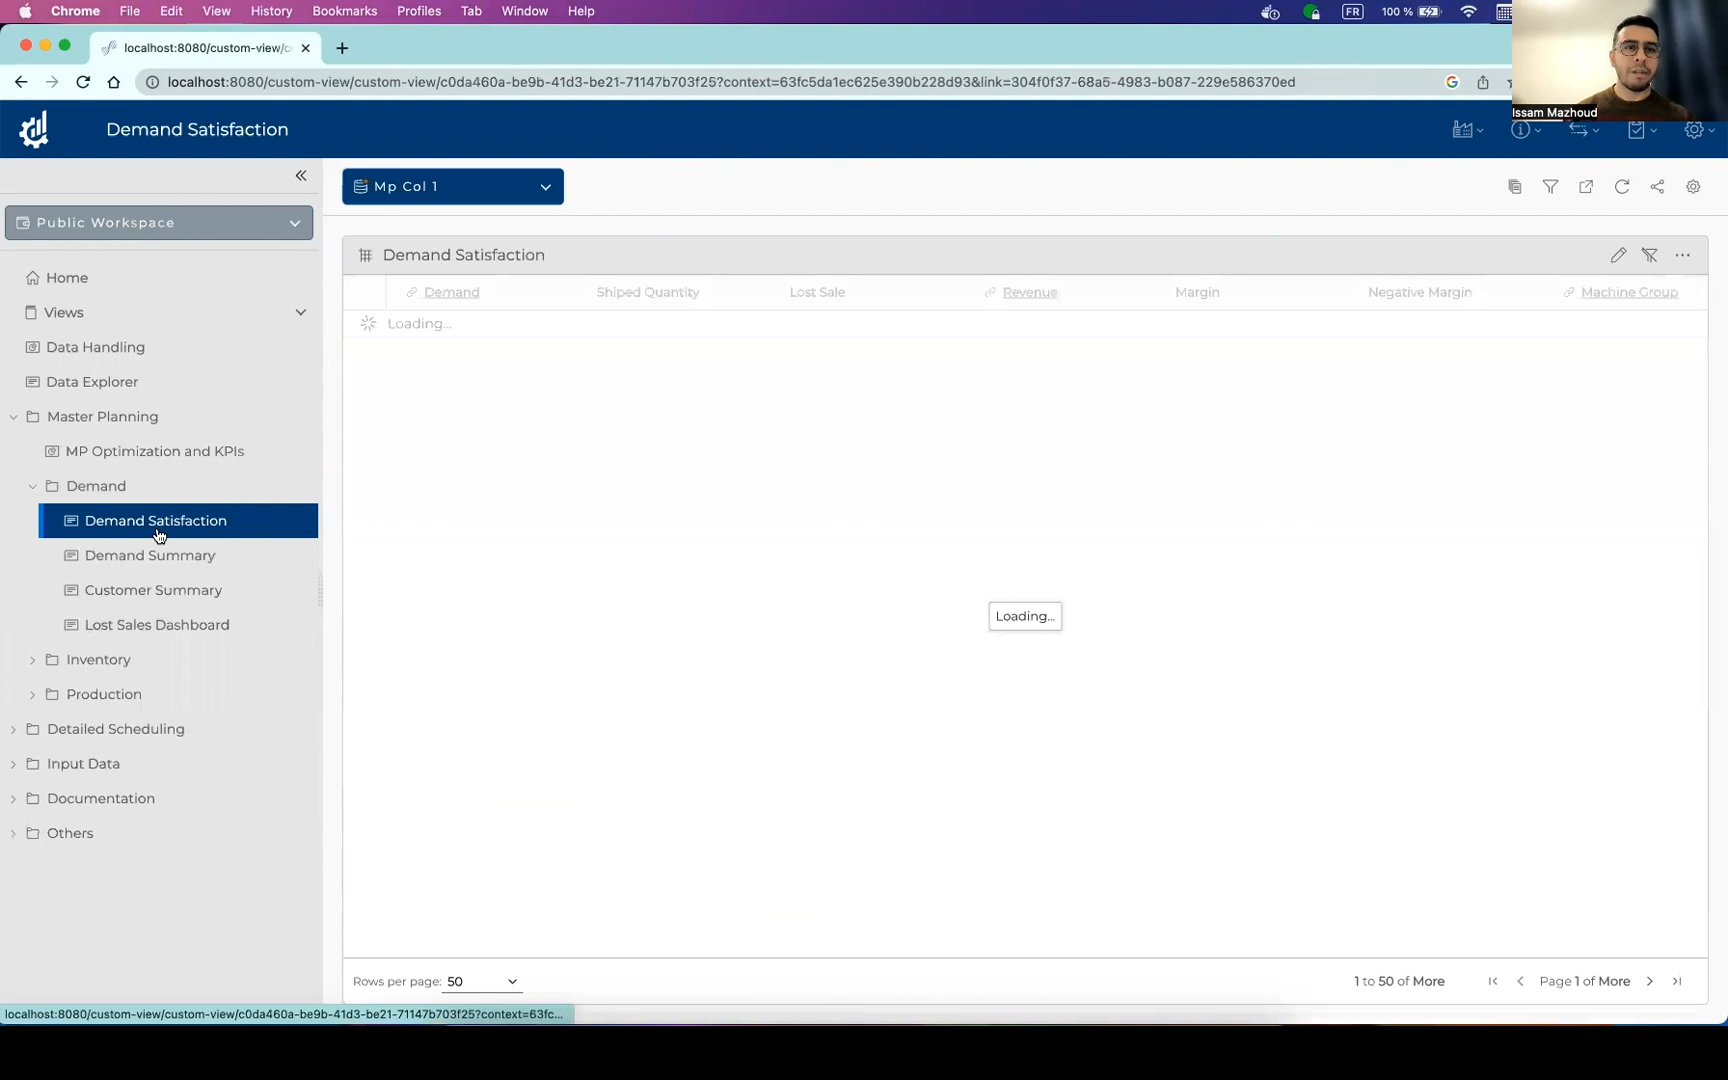 Chrome File Edit View History Bookmarks Profiles Tab Window Help FR 100 %
localhost:8080/custom-view/c
localhost:8080/custom-view/custom-view/c0da460a-be9b-41d3-be21-71147b703f25?context=63fc5da1ec625e390b228d93&link=304f0f37-68a5-4983-b087-229e586370ed
Issam Mazhoud
Demand Satisfaction
Mp Col 1
Public Workspace
Home
Views
Data Handling
Data Explorer
Master Planning
MP Optimization and KPIs
Demand
Demand Satisfaction
Demand Summary
Customer Summary
Lost Sales Dashboard
Inventory
Production
Detailed Scheduling
Input Data
Documentation
Others
Demand Satisfaction
Demand Shiped Quantity Lost Sale Revenue Margin Negative Margin Machine Group
Loading...
Loading...
Rows per page: 50 1 to 50 of More Page 1 of More
localhost:8080/custom-view/custom-view/c0da460a-be9b-41d3-be21-71147b703f25?context=63fc...